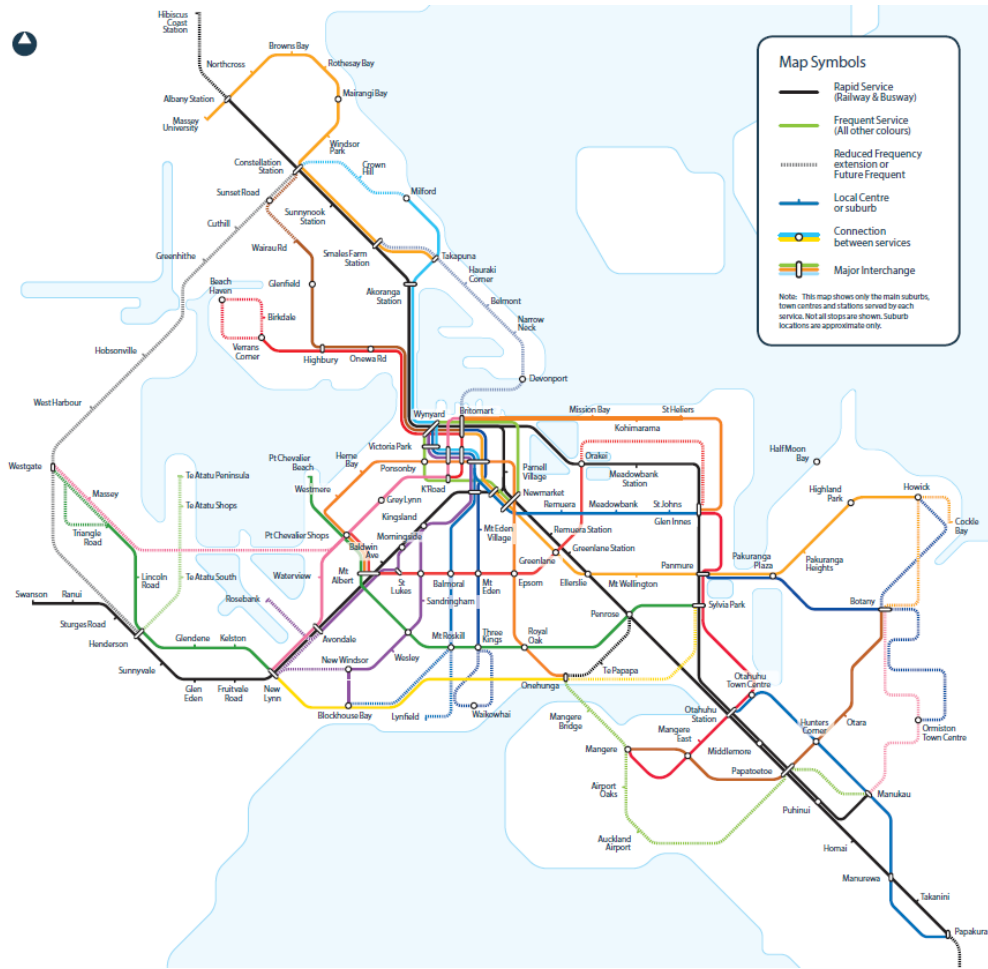 Hibiscus
Coast
Station
Browns Bay
Northcross
Rothesay Bay
Albany Station
Mairangi Bay
Massey
University
Windsor
Park
Constellation
Station
Crown
Hill
Sunset Road
Milford
Cuthill
Sunnynook
Station
Wairau Rd
Smales Farm
Station
Takapuna
Greenhithe
Hauraki
Corner
Beach
Haven
Glenfield
Akoranga
Station
Belmont
Birkdale
Narrow
Neck
Hobsonville
Verrans
Corner
Highbury
Onewa Rd
Devonport
West Harbour
Wynyard
Britomart
Mission Bay
St Heliers
Kohimarama
Victoria Park
Pt Chevalier
Beach
Herne
Bay
Ponsonby
Parnell
Village
Orakei
Half Moon
Bay
Westgate
Te Atatu Peninsula
Westmere
Meadowbank
Station
Massey
Grey Lynn
K'Road
Newmarket
Highland
Park
Howick
Te Atatu Shops
Kingsland
Remuera
Meadowbank
St Johns
Cockle
Bay
Triangle
Road
Pt Chevalier Shops
Morningside
Mt Eden
Village
Remuera Station
Glen Innes
Baldwin
Ave
Greenlane Station
Pakuranga
Plaza
Pakuranga
Heights
Lincoln
Road
Te Atatu South
Waterview
Mt
Albert
St
Lukes
Balmoral
Mt
Eden
Epsom
Greenlane
Ellerslie
Mt Wellington
Panmure
Swanson
Ranui
Rosebank
Sandringham
Penrose
Sylvia Park
Botany
Sturges Road
Henderson
Glendene
Kelston
Avondale
Mt Roskill
Three
Kings
Royal
Oak
Sunnyvale
New Windsor
Wesley
Te Papapa
Glen
Eden
Fruitvale
Road
New
Lynn
Onehunga
Otahuhu
Town Centre
Blockhouse Bay
Lynfield
Waikowhai
Mangere
Bridge
Otahuhu
Station
Hunters
Corner
Otara
Ormiston
Town Centre
Mangere
Mangere
East
Middlemore
Papatoetoe
Airport
Oaks
Manukau
Puhinui
Auckland
Airport
Homai
Manurewa
Takanini
Papakura
Map Symbols
Rapid Service
(Railway & Busway)
Frequent Service
(All other colours)
Reduced Frequency
extension or
Future Frequent
Local Centre
or suburb
Connection
between services
Major Interchange
Note: This map shows only the main suburbs,
town centres and stations served by each
service. Not all stops are shown. Suburb
locations are approximate only.